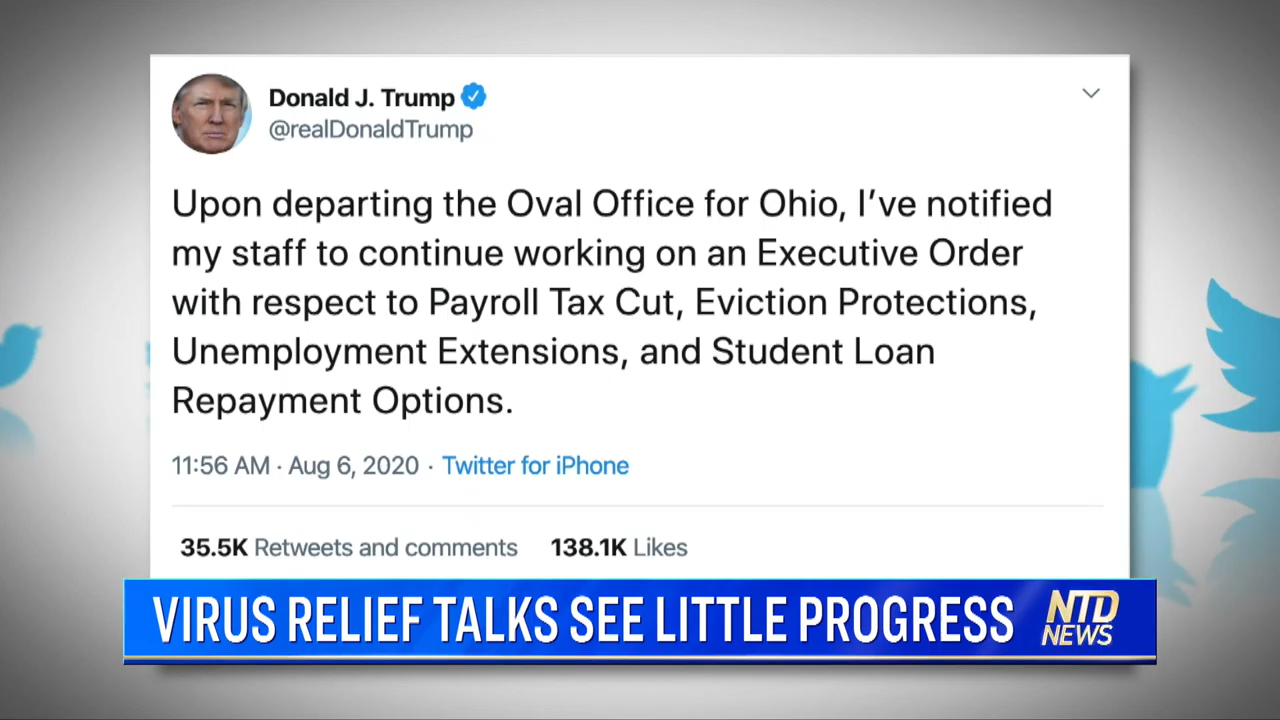 Donald J. Trump
@realDonaldTrump
Upon departing the Oval Office for Ohio, I’ve notified
my staff to continue working on an Executive Order
with respect to Payroll Tax Cut, Eviction Protections,
Unemployment Extensions, and Student Loan
Repayment Options.
11:56 AM · Aug 6, 2020 · Twitter for iPhone
35.5K Retweets and comments 138.1K Likes
VIRUS RELIEF TALKS SEE LITTLE PROGRESS
NTD
NEWS